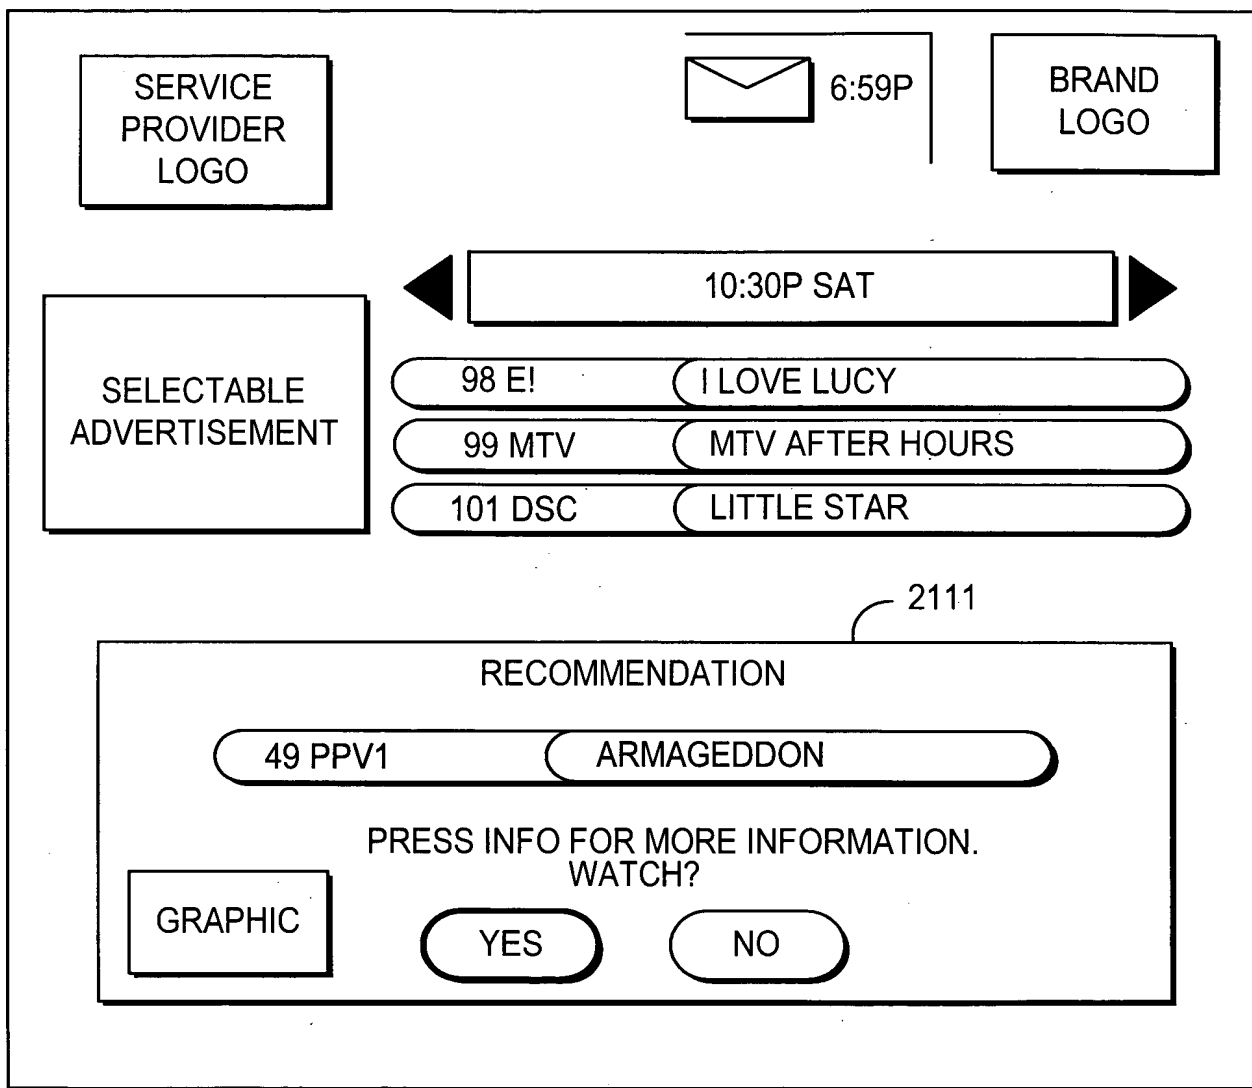 SERVICE
PROVIDER
LOGO
6:59P
BRAND
LOGO
10:30P SAT
SELECTABLE
ADVERTISEMENT
98 E! I LOVE LUCY
99 MTV MTV AFTER HOURS
101 DSC LITTLE STAR
2111
RECOMMENDATION
49 PPV1 ARMAGEDDON
PRESS INFO FOR MORE INFORMATION.
WATCH?
GRAPHIC
YES NO